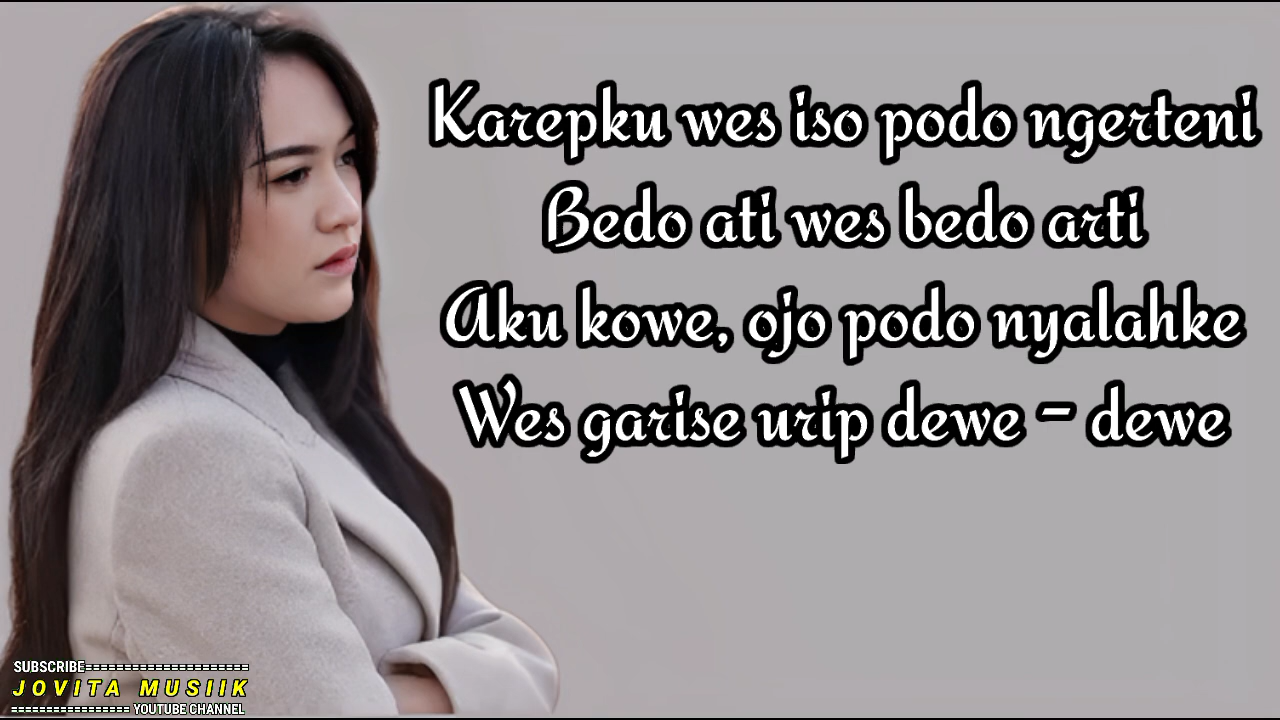 Karepku wes iso podo ngerteni
Bedo ati wes bedo arti
Aku kowe, ojo podo nyalahke
Wes garise urip dewe - dewe
SUBSCRIBE=====================
JOVITA MUSIIK
================= YOUTUBE CHANNEL